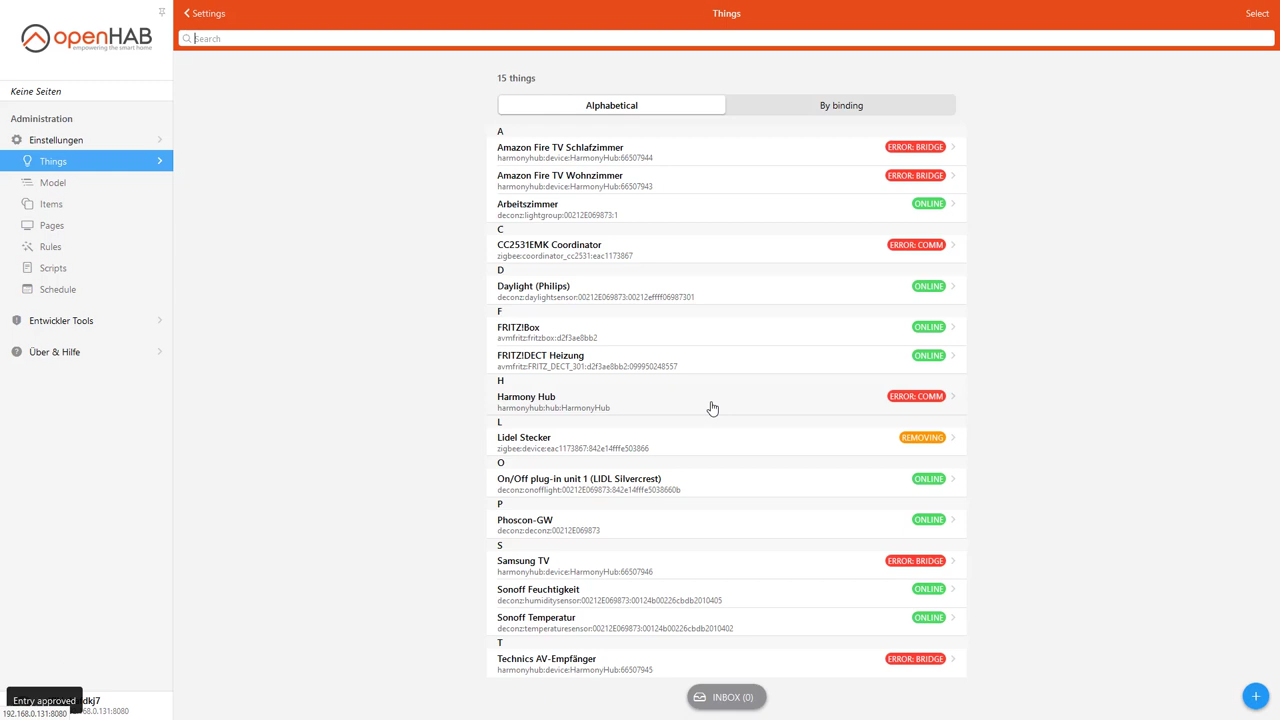 Settings
Things
Select
openHAB
empowering the smart home
Search
Keine Seiten
Administration
Einstellungen
Things
Model
Items
Pages
Rules
Scripts
Schedule
Entwickler Tools
Über & Hilfe
15 things
Alphabetical
By binding
A
Amazon Fire TV Schlafzimmer
ERROR: BRIDGE
harmonyhub:device:HarmonyHub:66507944
Amazon Fire TV Wohnzimmer
ERROR: BRIDGE
harmonyhub:device:HarmonyHub:66507943
Arbeitszimmer
ONLINE
deconz:lightgroup:00212E069873:1
C
CC2531EMK Coordinator
ERROR: COMM
zigbee:coordinator_cc2531:eac1173867
D
Daylight (Philips)
ONLINE
deconz:daylightsensor:00212E069873:00212effff06987301
F
FRITZ!Box
ONLINE
avmfritz:fritzbox:d2f3ae8bb2
FRITZ!DECT Heizung
ONLINE
avmfritz:FRITZ_DECT_301:d2f3ae8bb2:099950248557
H
Harmony Hub
ERROR: COMM
harmonyhub:hub:HarmonyHub
L
Lidel Stecker
REMOVING
zigbee:device:eac1173867:842e14fffe503866
O
On/Off plug-in unit 1 (LIDL Silvercrest)
ONLINE
deconz:onofflight:00212E069873:842e14fffe5038660b
P
Phoscon-GW
ONLINE
deconz:deconz:00212E069873
S
Samsung TV
ERROR: BRIDGE
harmonyhub:device:HarmonyHub:66507946
Sonoff Feuchtigkeit
ONLINE
deconz:humiditysensor:00212E069873:00124b00226cbdb2010405
Sonoff Temperatur
ONLINE
deconz:temperaturesensor:00212E069873:00124b00226cbdb2010402
T
Technics AV-Empfänger
ERROR: BRIDGE
harmonyhub:device:HarmonyHub:66507945
INBOX (0)
Entry approved
dkj7
192.168.0.131:8080
68.0.131:8080